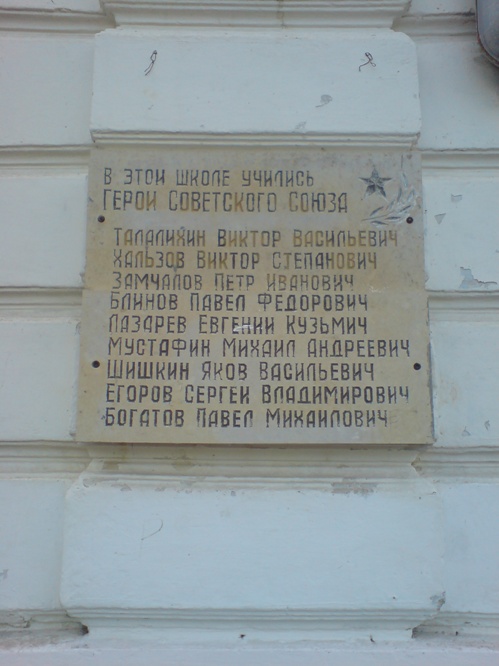 В ЭТОЙ ШКОЛЕ УЧИЛИСЬ
ГЕРОИ СОВЕТСКОГО СОЮЗА
ТАЛАЛИХИН ВИКТОР ВАСИЛЬЕВИЧ
ХАЛЬЗОВ ВИКТОР СТЕПАНОВИЧ
ЗАМЧАЛОВ ПЕТР ИВАНОВИЧ
БЛИНОВ ПАВЕЛ ФЕДОРОВИЧ
ЛАЗАРЕВ ЕВГЕНИЙ КУЗЬМИЧ
МУСТАФИН МИХАИЛ АНДРЕЕВИЧ
ШИШКИН ЯКОВ ВАСИЛЬЕВИЧ
ЕГОРОВ СЕРГЕЙ ВЛАДИМИРОВИЧ
БОГАТОВ ПАВЕЛ МИХАИЛОВИЧ